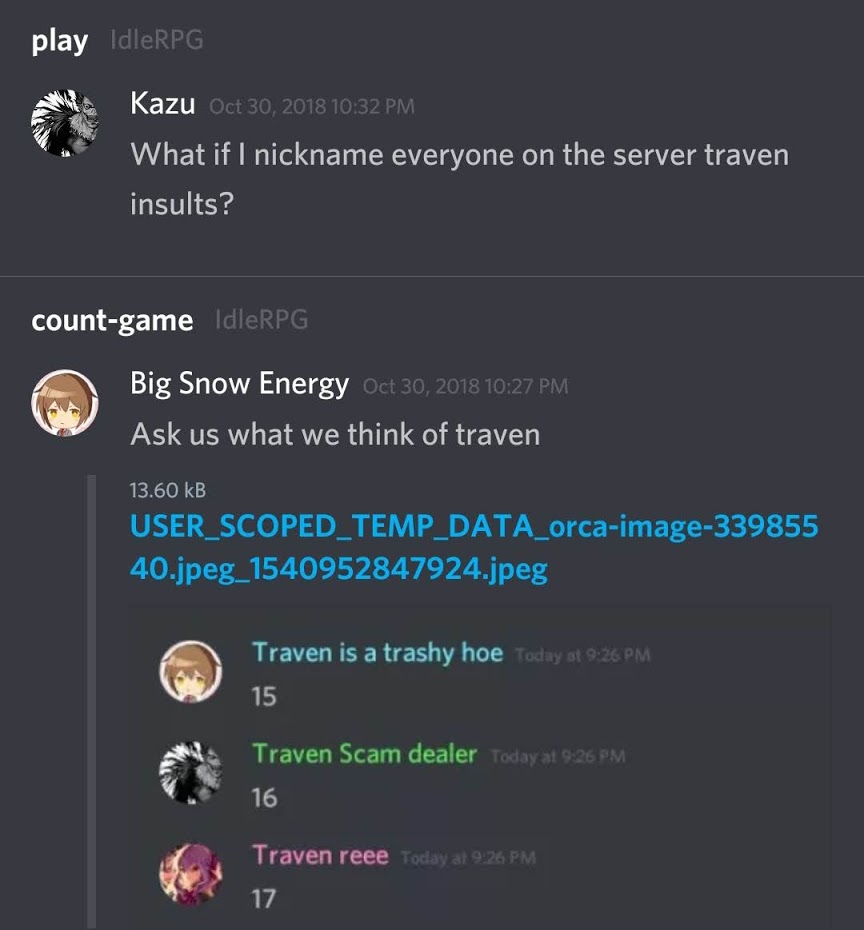 play IdleRPG
Kazu Oct 30, 2018 10:32 PM
What if I nickname everyone on the server traven
insults?
count-game IdleRPG
Big Snow Energy Oct 30, 2018 10:27 PM
Ask us what we think of traven
13.60 kB
USER_SCOPED_TEMP_DATA_orca-image-339855
40.jpeg_1540952847924.jpeg
Traven is a trashy hoe Today at 9:26 PM
15
Traven Scam dealer Today at 9:26 PM
16
Traven reee Today at 9:26 PM
17